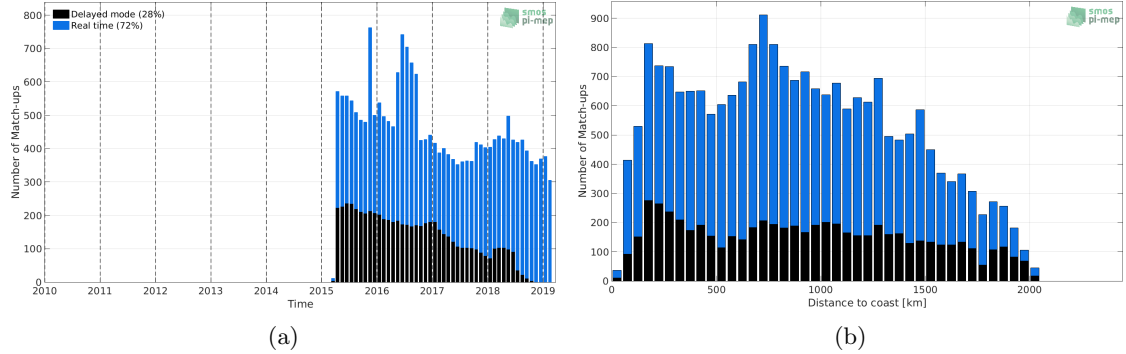 Delayed mode (28%)
Real time (72%)
smos
pi-mep
Number of Match-ups
800
700
600
500
400
300
200
100
0
2010 2011 2012 2013 2014 2015 2016 2017 2018 2019
Time
(a)
smos
pi-mep
Number of Match-ups
900
800
700
600
500
400
300
200
100
0
0 500 1000 1500 2000
Distance to coast [km]
(b)